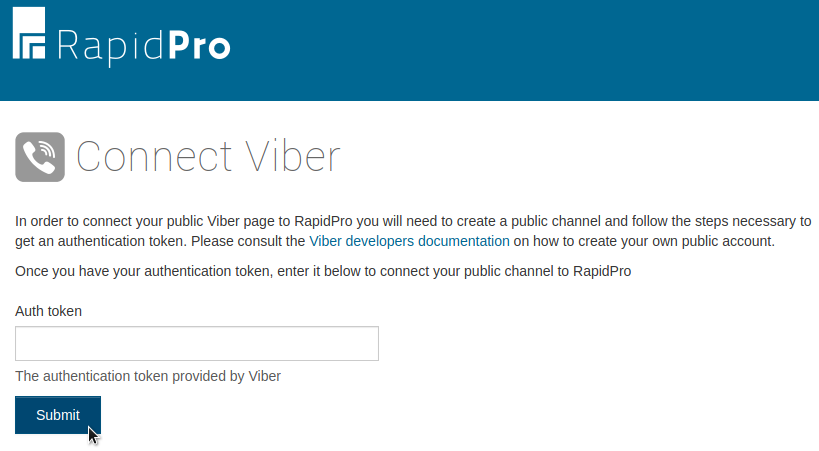 RapidPro
Connect Viber
In order to connect your public Viber page to RapidPro you will need to create a public channel and follow the steps necessary to
get an authentication token. Please consult the Viber developers documentation on how to create your own public account.
Once you have your authentication token, enter it below to connect your public channel to RapidPro
Auth token
The authentication token provided by Viber
Submit